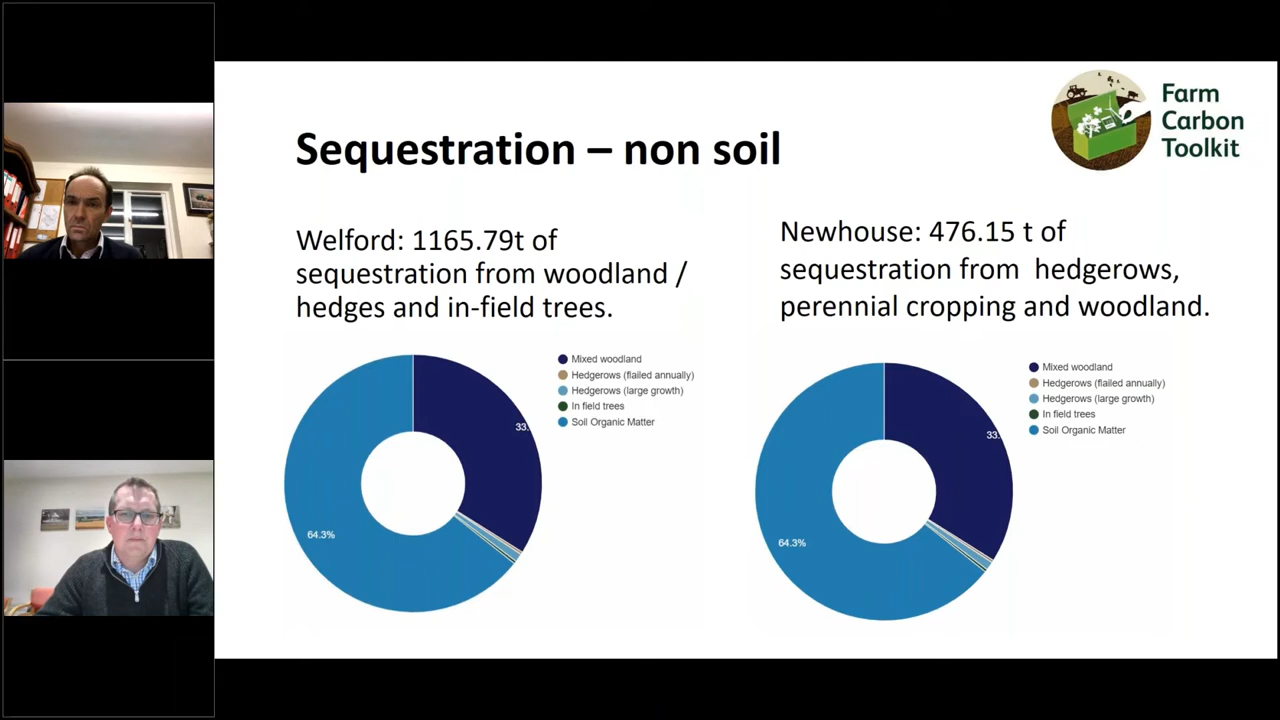 Farm
Carbon
Toolkit
Sequestration – non soil
Welford: 1165.79t of
sequestration from woodland /
hedges and in-field trees.
Newhouse: 476.15 t of
sequestration from hedgerows,
perennial cropping and woodland.
Mixed woodland
Hedgerows (flailed annually)
Hedgerows (large growth)
In field trees
Soil Organic Matter
33.
64.3%
Mixed woodland
Hedgerows (flailed annually)
Hedgerows (large growth)
In field trees
Soil Organic Matter
33.
64.3%